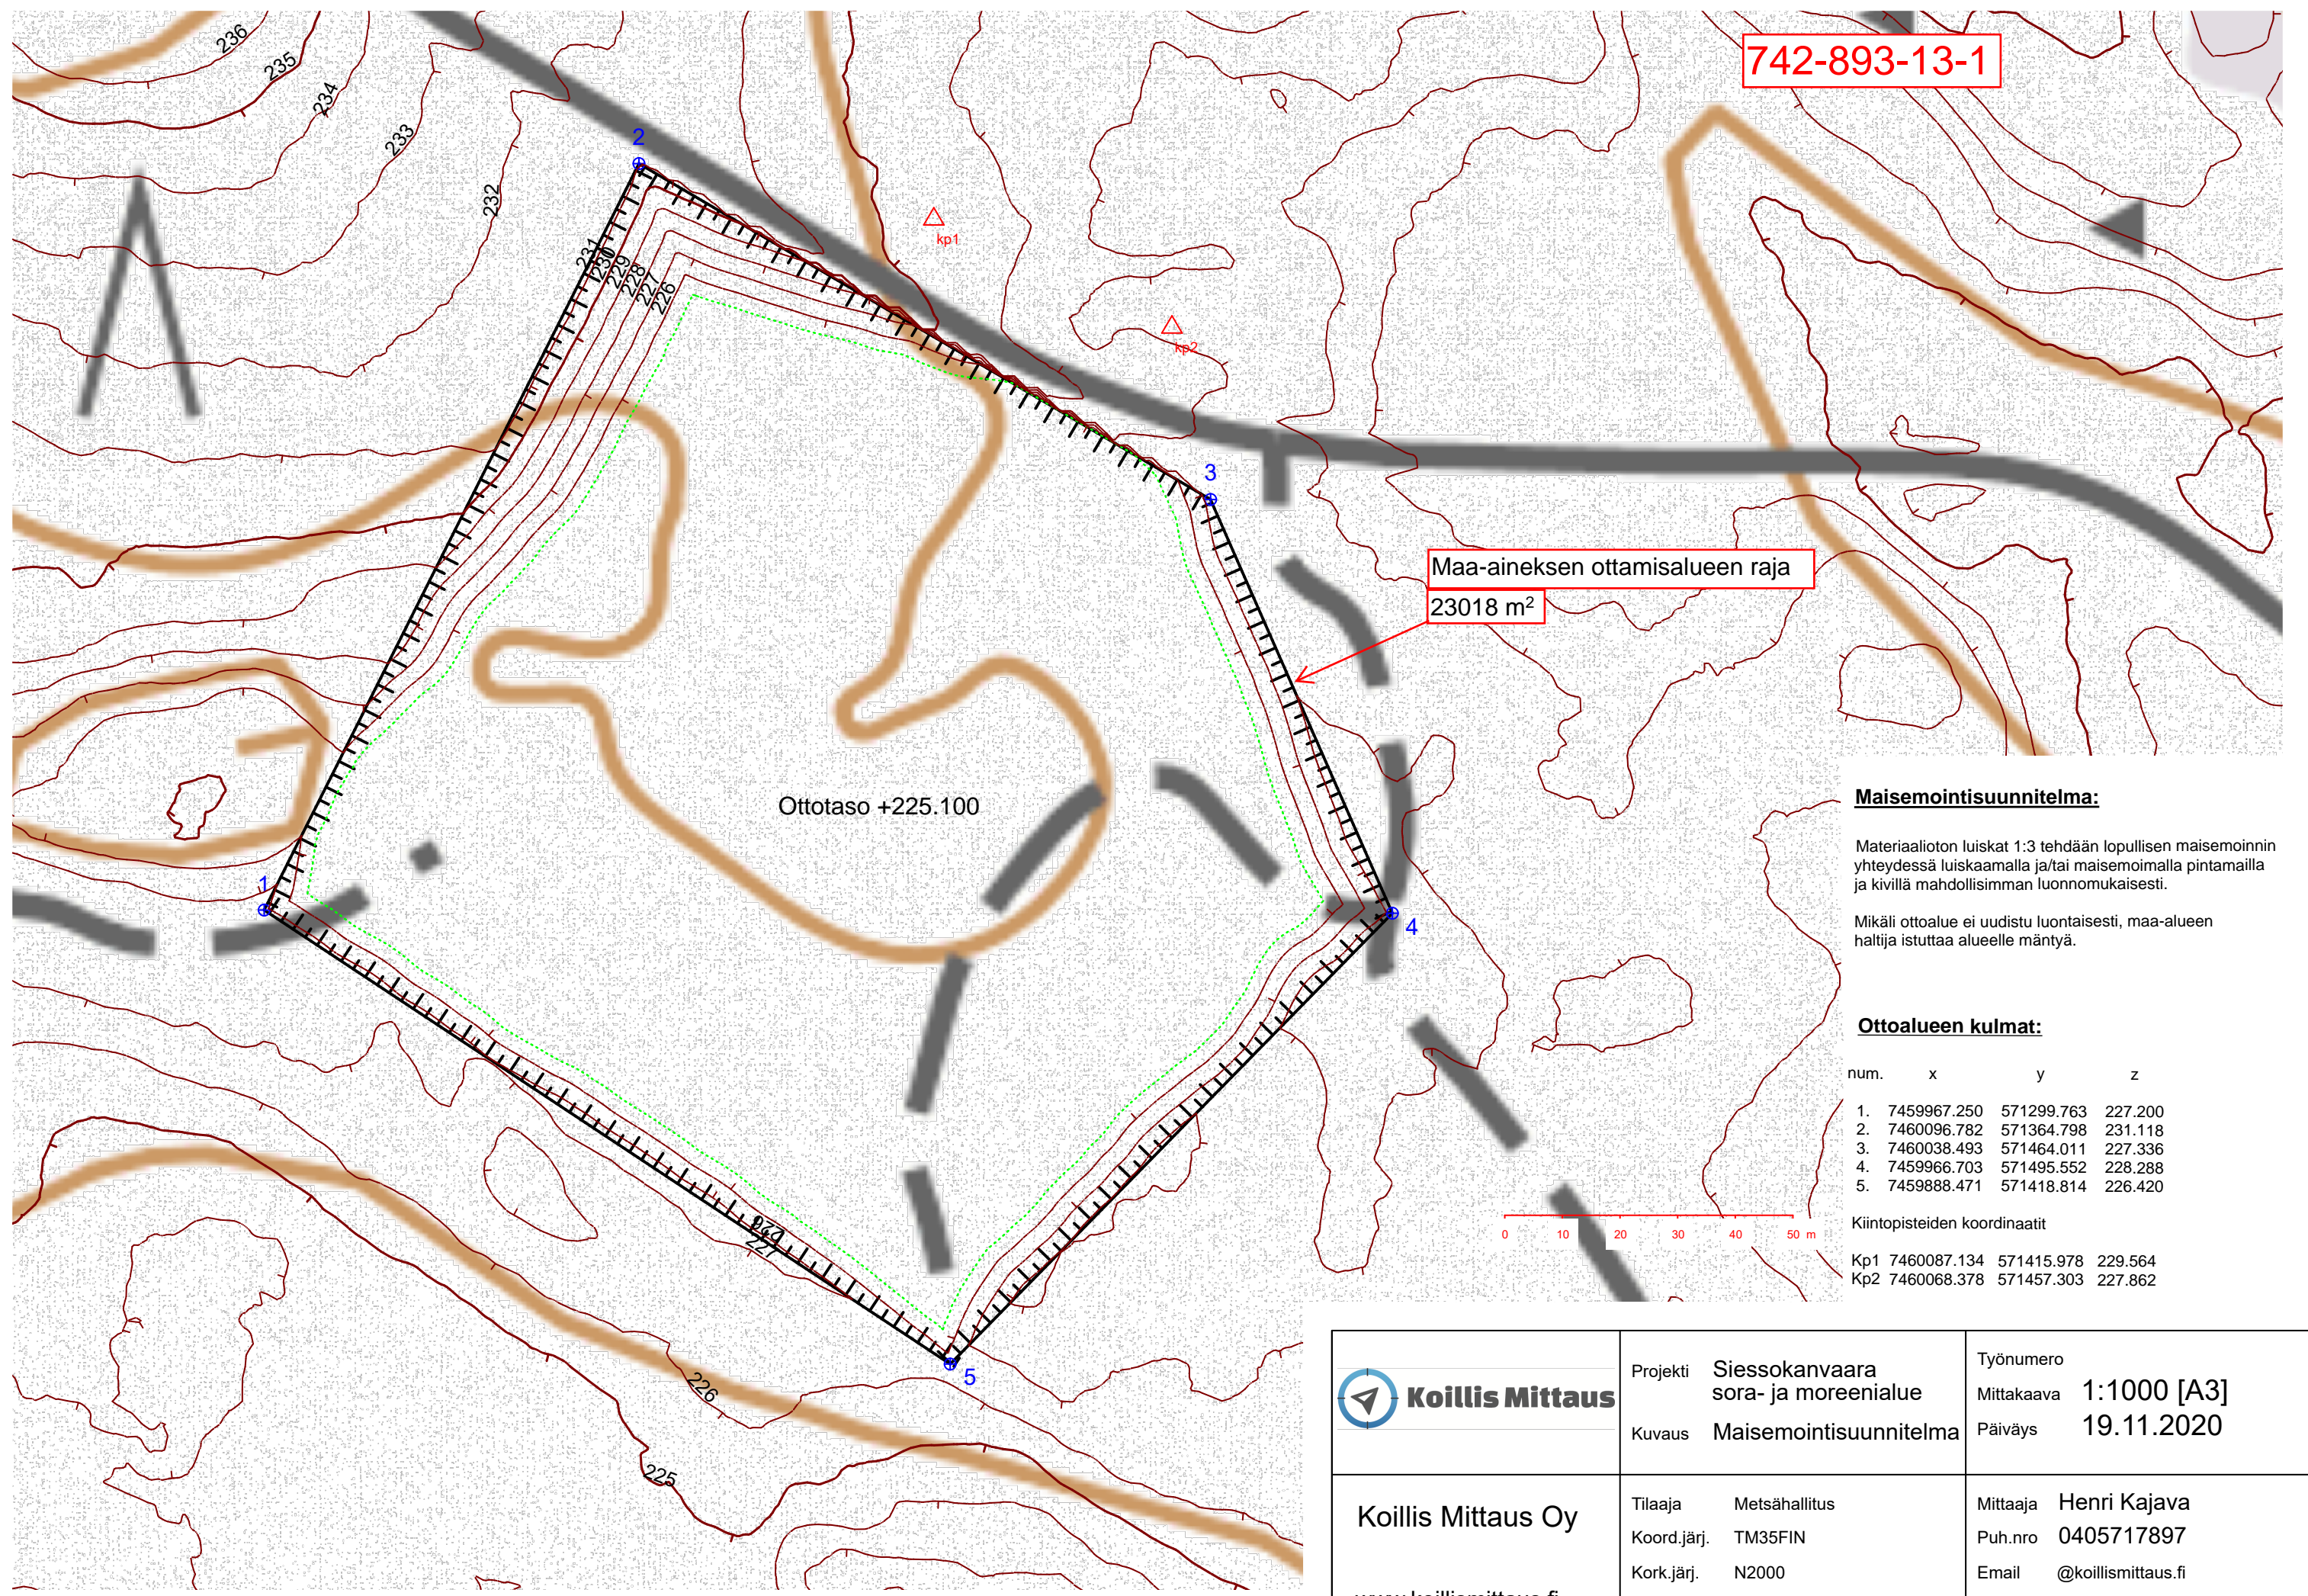 742-893-13-1
236
235
234
233
232
2
kp1
231
230
229
228
227
226
kp2
3
Maa-aineksen ottamisalueen raja
23018 m²
Ottotaso +225.100
1
4
5
226
227
226
225
Maisemointisuunnitelma:
Materiaalioton luiskat 1:3 tehdään lopullisen maisemoinnin
yhteydessä luiskaamalla ja/tai maisemoimalla pintamailla
ja kivillä mahdollisimman luonnomukaisesti.
Mikäli ottoalue ei uudistu luontaisesti, maa-alueen
haltija istuttaa alueelle mäntyä.
Ottoalueen kulmat:
num. x y z
1. 7459967.250 571299.763 227.200
2. 7460096.782 571364.798 231.118
3. 7460038.493 571464.011 227.336
4. 7459966.703 571495.552 228.288
5. 7459888.471 571418.814 226.420
Kiintopisteiden koordinaatit
Kp1 7460087.134 571415.978 229.564
Kp2 7460068.378 571457.303 227.862
0 10 20 30 40 50 m
Koillis Mittaus
Projekti Siessokanvaara
sora- ja moreenialue
Kuvaus Maisemointisuunnitelma
Työnumero
Mittakaava 1:1000 [A3]
Päiväys 19.11.2020
Koillis Mittaus Oy
www.koillismittaus.fi
Tilaaja Metsähallitus
Koord.järj. TM35FIN
Kork.järj. N2000
Mittaaja Henri Kajava
Puh.nro 0405717897
Email @koillismittaus.fi